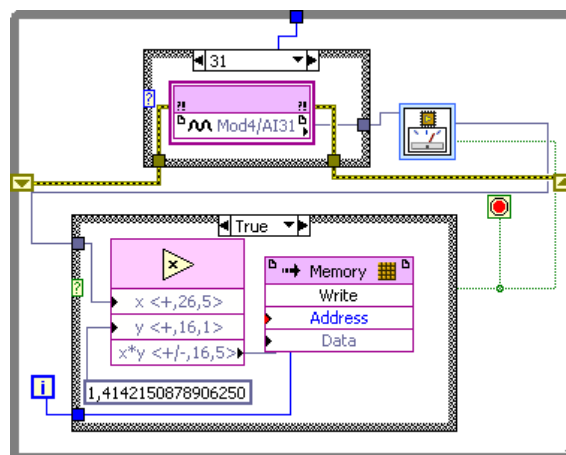 31
?
?! ?!
Mod4/AI31
True
?
x
x <+,26,5>
y <+,16,1>
x*y <+/-,16,5>
Memory
Write
Address
Data
1,4142150878906250
i